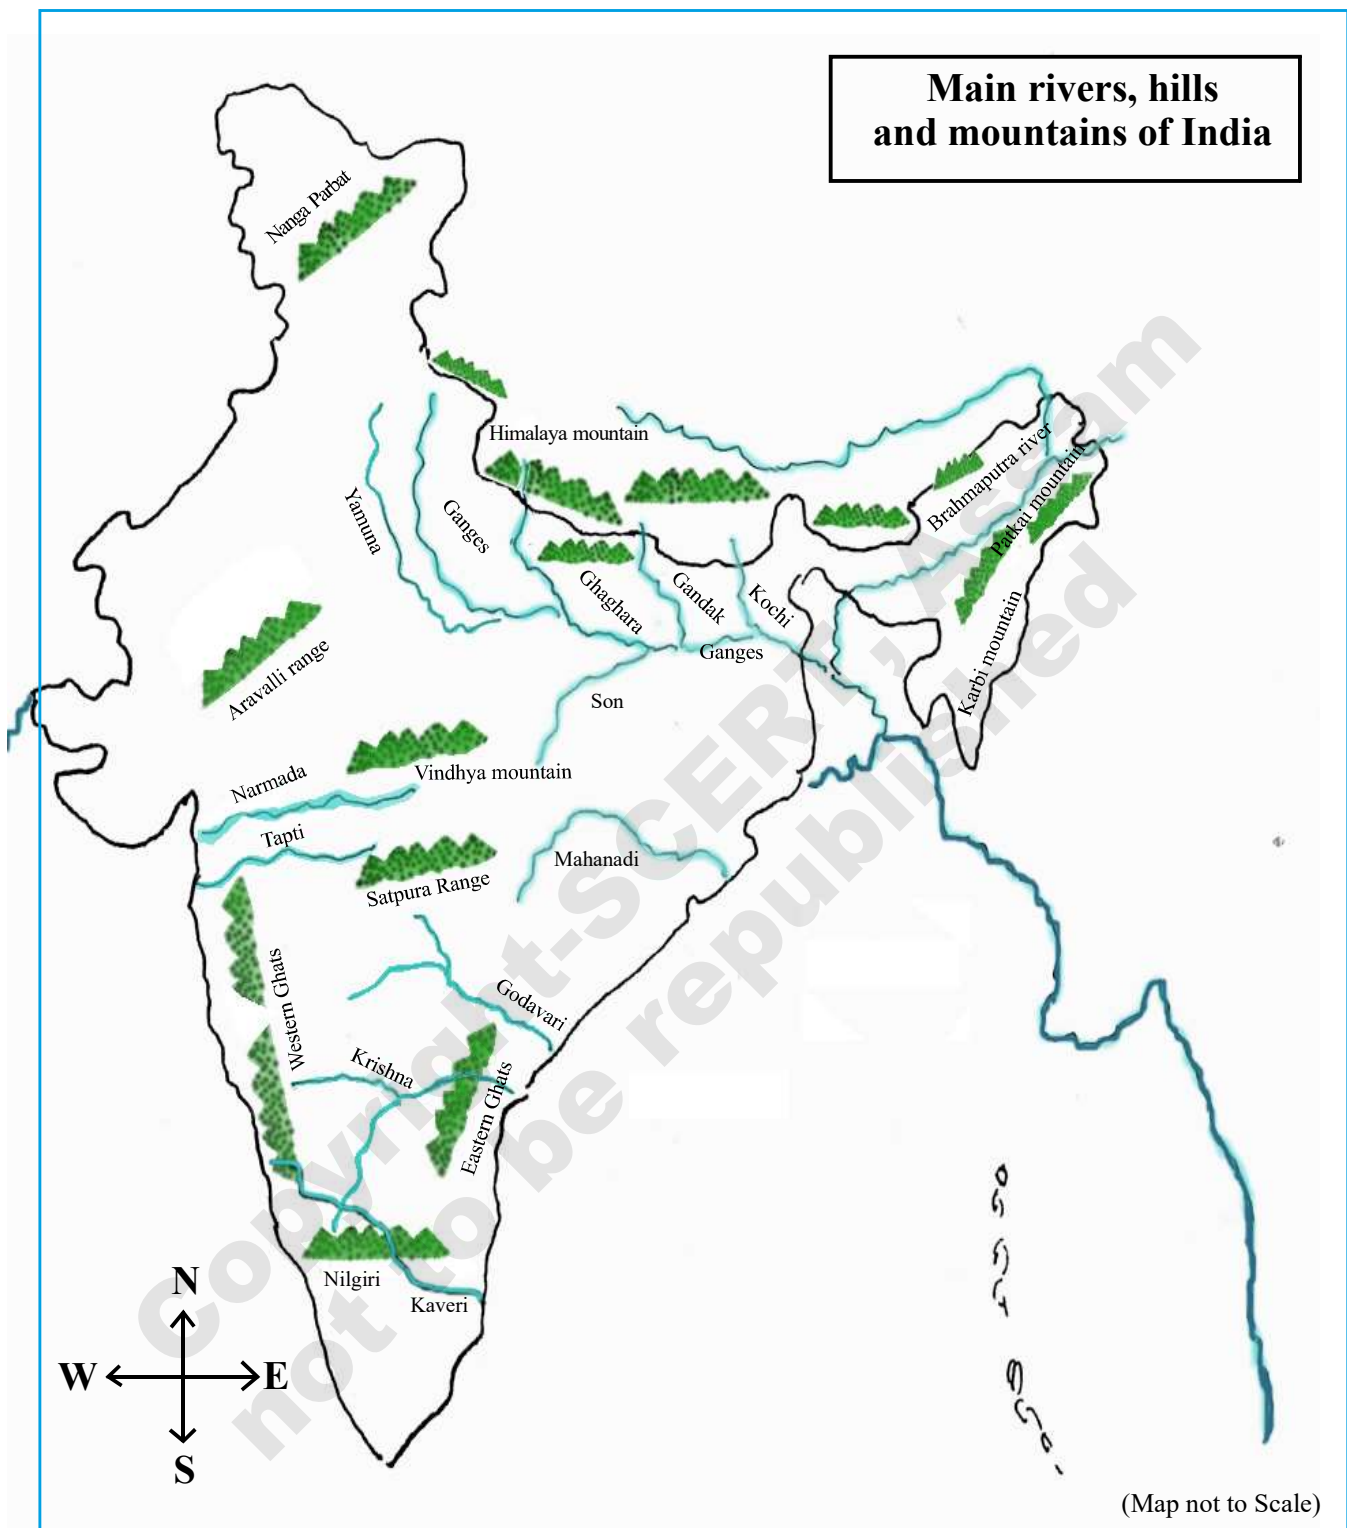 Main rivers, hills
and mountains of India
Nanga Parbat
Himalaya mountain
Brahmaputra river
Patkai mountain
Yamuna
Ganges
Ghaghara
Gandak
Kochi
Ganges
Karbi mountain
Aravalli range
Son
Vindhya mountain
Narmada
Tapti
Mahanadi
Satpura Range
Western Ghats
Godavari
Krishna
Eastern Ghats
Nilgiri
Kaveri
N
W E
S
(Map not to Scale)
Copyright-SCERT, Assam
not to be republished